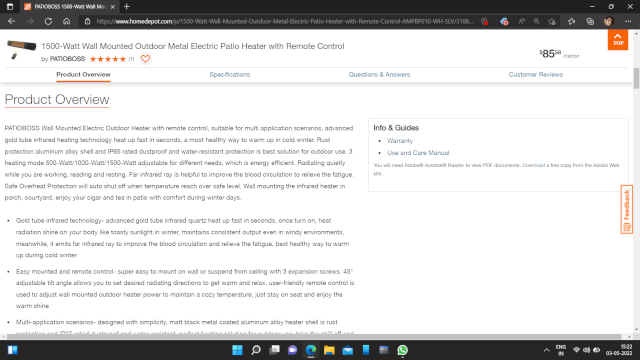 PATIOBOSS 1500-Watt Wall Mo
https://www.homedepot.com/p/1500-Watt-Wall-Mounted-Outdoor-Metal-Electric-Patio-Heater-with-Remote-Control-AMFBP010-WH-SLV/3188...
1500-Watt Wall Mounted Outdoor Metal Electric Patio Heater with Remote Control
by PATIOBOSS ★★★★★ (1)
$85⁵⁸ /carton
TOP
Product Overview
Specifications
Questions & Answers
Customer Reviews
Product Overview
PATIOBOSS Wall Mounted Electric Outdoor Heater with remote control, suitable for multi application scenarios, advanced
gold tube infrared heating technology heat up fast in seconds, a most healthy way to warm up in cold winter. Rust
protection aluminum alloy shell and IP65 rated dustproof and water-resistant protection is best solution for outdoor use. 3
heating mode 500-Watt/1000-Watt/1500-Watt adjustable for different needs, which is energy efficient. Radiating quietly
while you are working, reading and resting. Far infrared ray is helpful to improve the blood circulation to relieve the fatigue.
Safe Overheat Protection will auto shut off when temperature reach over safe level. Wall mounting the infrared heater in
porch, courtyard, enjoy your cigar and tea in patio with comfort during winter days.
• Gold tube infrared technology- advanced gold tube infrared quartz heat up fast in seconds, once turn on, heat
radiation shine on your body like toasty sunlight in winter, maintains consistent output even in windy environments,
meanwhile, it emits far infrared ray to improve the blood circulation and relieve the fatigue, best healthy way to warm
up during cold winter
• Easy mounted and remote control- super easy to mount on wall or suspend from ceiling with 3 expansion screws. 45°
adjustable tilt angle allows you to set desired radiating directions to get warm and relax, user-friendly remote control is
used to adjust wall mounted outdoor heater power to maintain a cozy temperature, just stay on seat and enjoy the
warm shine
• Multi-application scenarios- designed with simplicity, matt black metal coated aluminum alloy heater shell is rust
Info & Guides
• Warranty
• Use and Care Manual
You will need Adobe® Acrobat® Reader to view PDF documents. Download a free copy from the Adobe Web
site.
Feedback
ENG
IN
15:22
03-05-2022